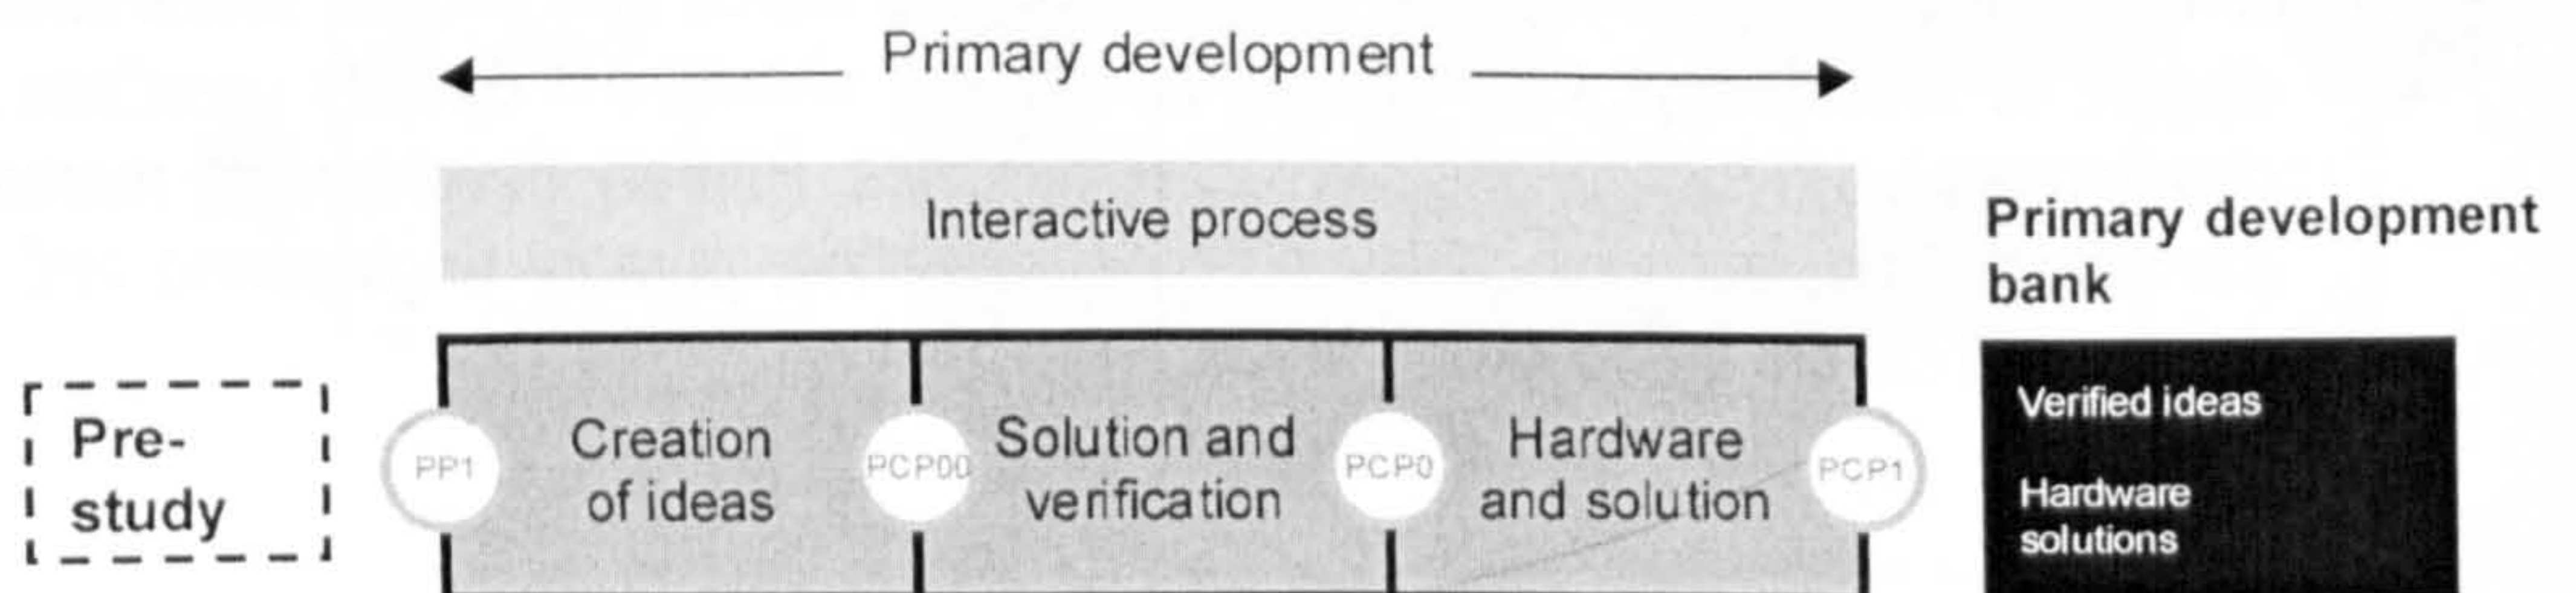 Primary development
Interactive process
Primary development
bank
Pre-
study
PP1
Creation
of ideas
PCP00
Solution and
verification
PCP0
Hardware
and solution
PCP1
Verified ideas
Hardware
solutions